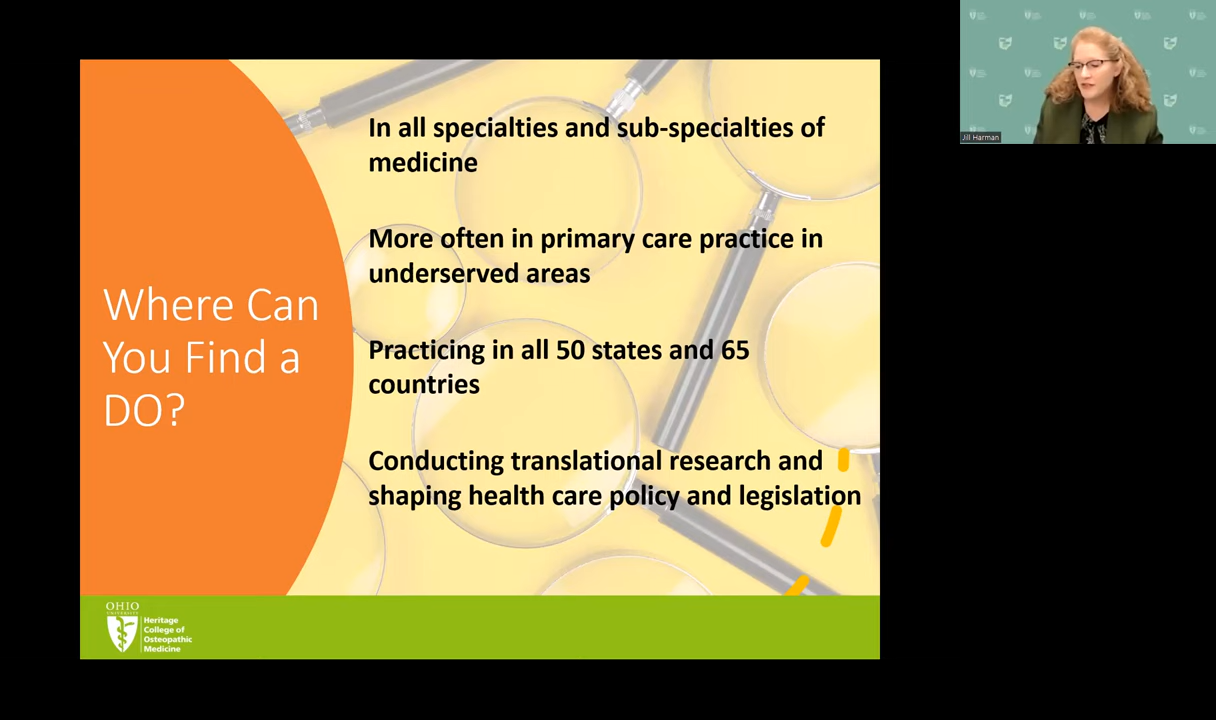 In all specialties and sub-specialties of
medicine
More often in primary care practice in
underserved areas
Where Can
You Find a
DO?
Practicing in all 50 states and 65
countries
Conducting translational research and
shaping health care policy and legislation
OHIO
UNIVERSITY
Heritage
College of
Osteopathic
Medicine
Jill Harman